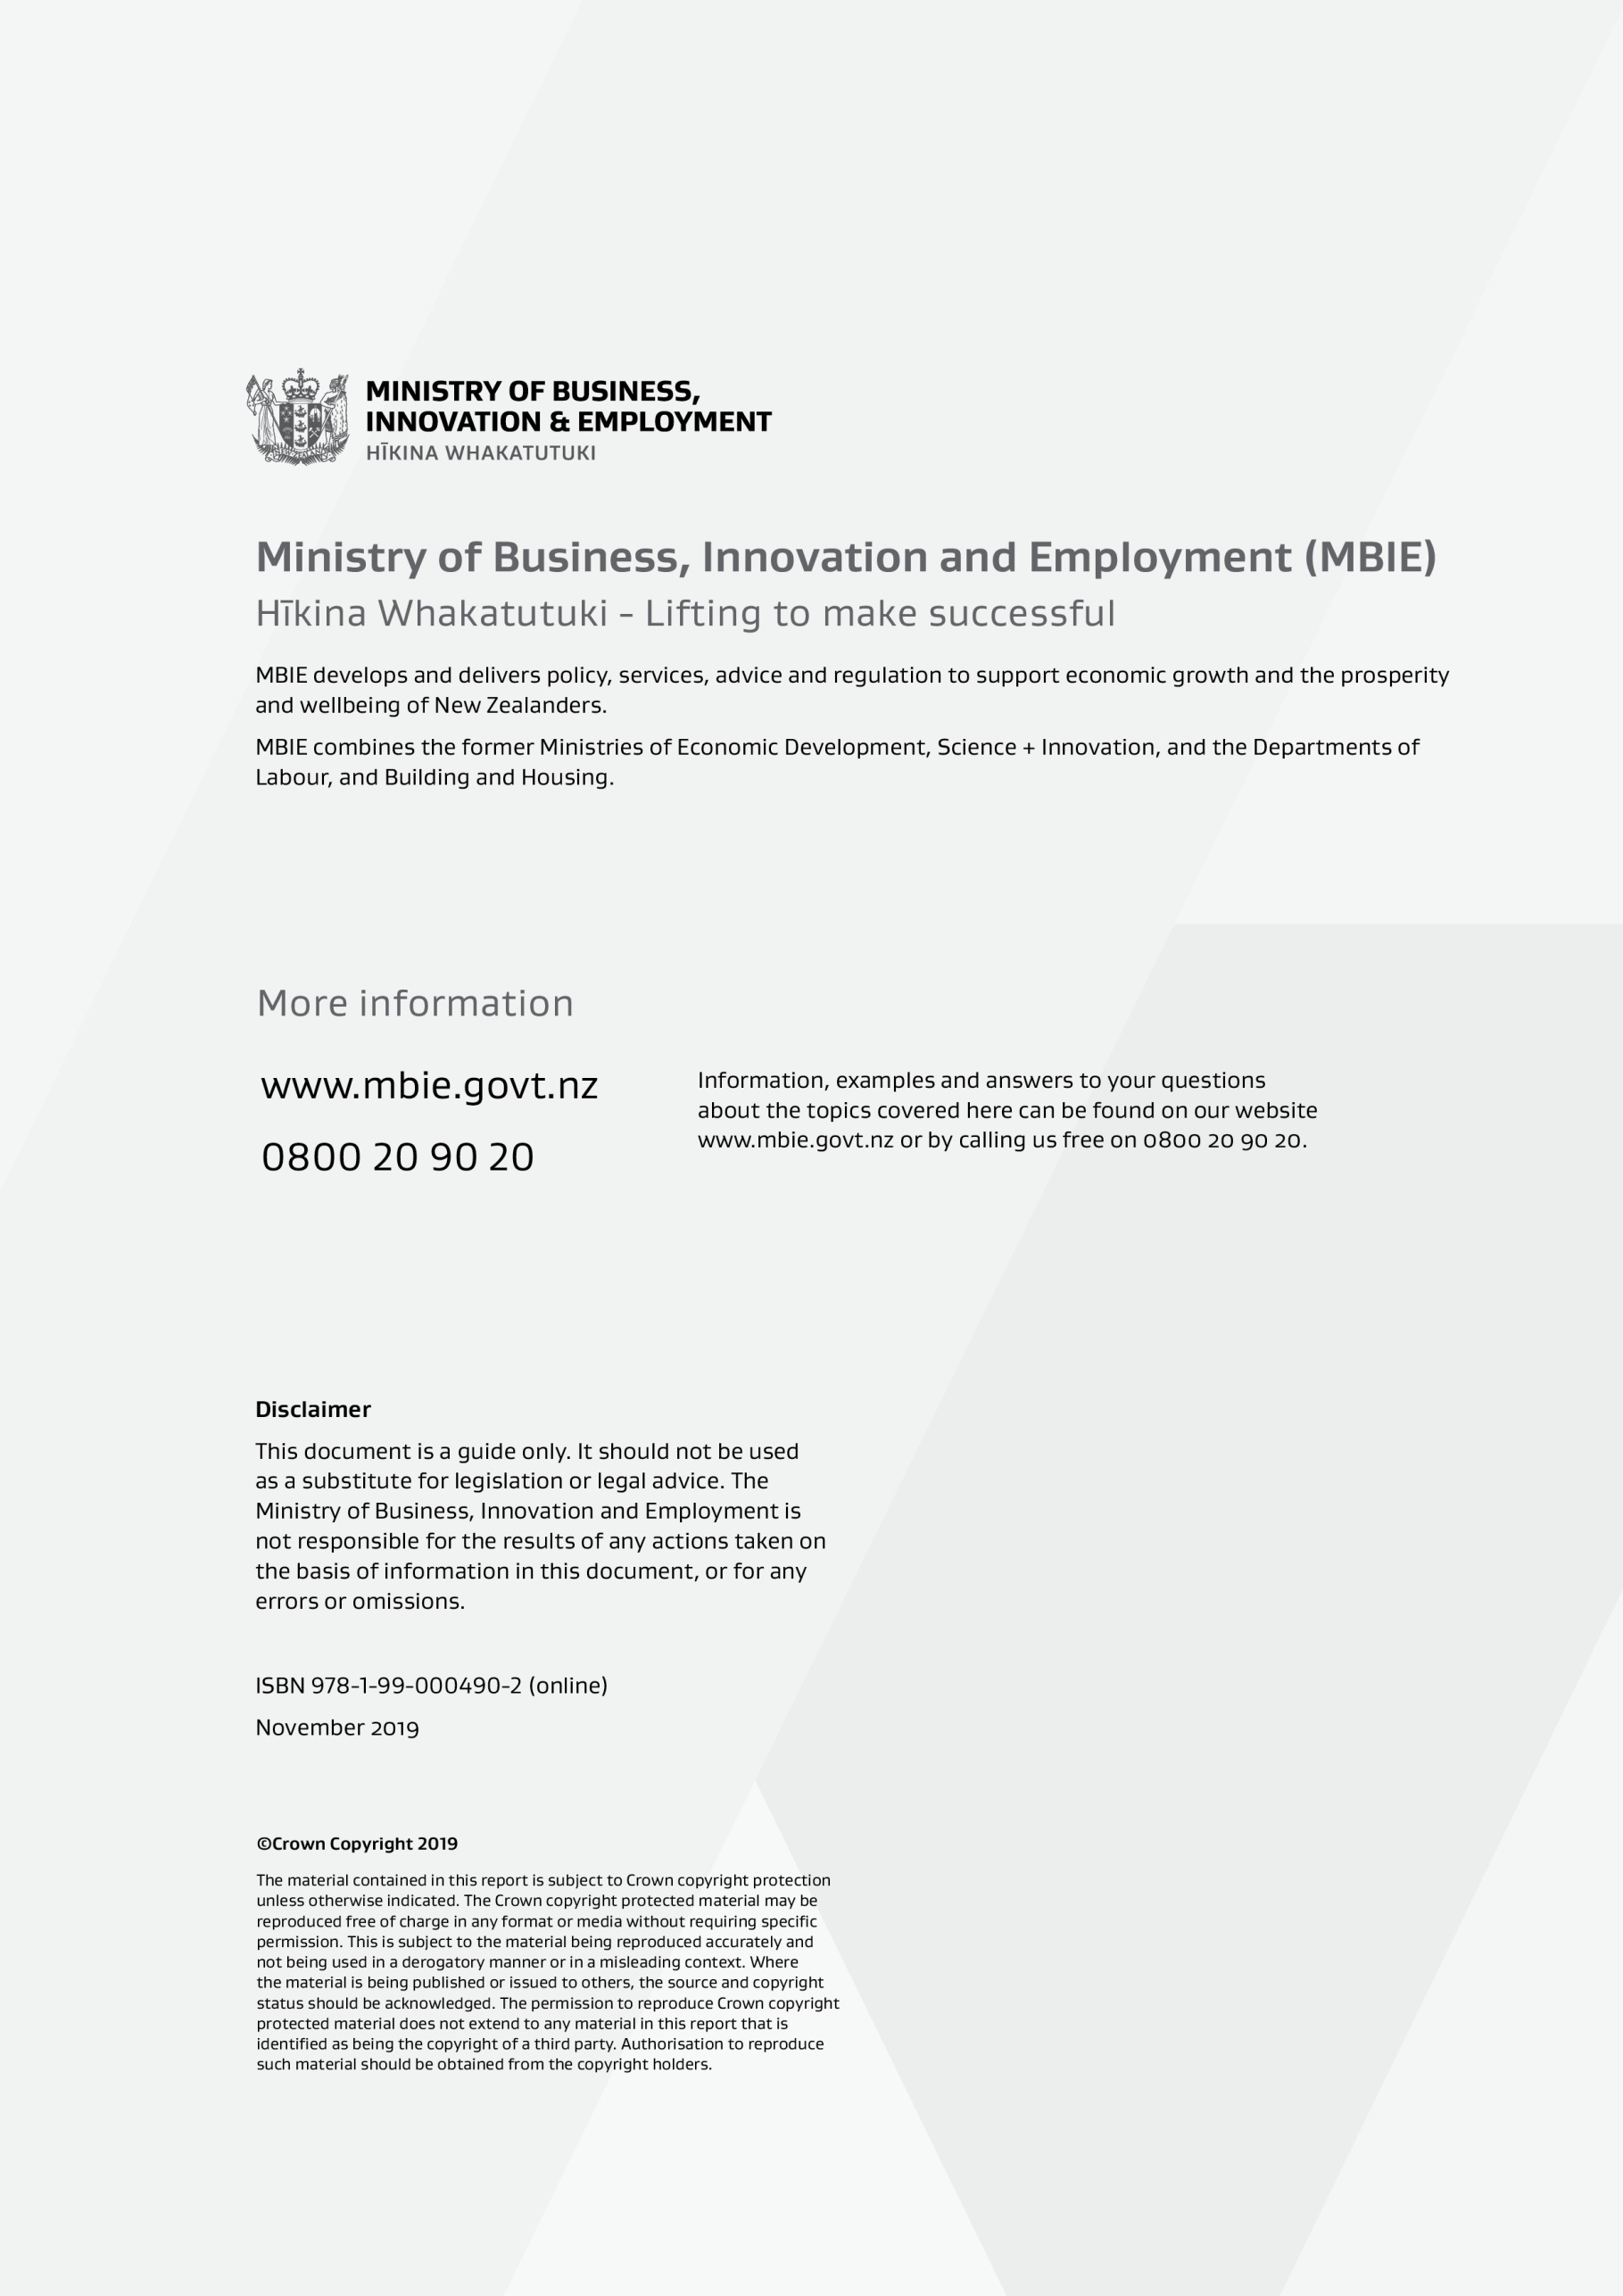 MINISTRY OF BUSINESS,
INNOVATION & EMPLOYMENT
HĪKINA WHAKATUTUKI
Ministry of Business, Innovation and Employment (MBIE)
Hīkina Whakatutuki – Lifting to make successful
MBIE develops and delivers policy, services, advice and regulation to support economic growth and the prosperity
and wellbeing of New Zealanders.
MBIE combines the former Ministries of Economic Development, Science + Innovation, and the Departments of
Labour, and Building and Housing.
More information
www.mbie.govt.nz
0800 20 90 20
Information, examples and answers to your questions
about the topics covered here can be found on our website
www.mbie.govt.nz or by calling us free on 0800 20 90 20.
Disclaimer
This document is a guide only. It should not be used
as a substitute for legislation or legal advice. The
Ministry of Business, Innovation and Employment is
not responsible for the results of any actions taken on
the basis of information in this document, or for any
errors or omissions.
ISBN 978-1-99-000490-2 (online)
November 2019
©Crown Copyright 2019
The material contained in this report is subject to Crown copyright protection
unless otherwise indicated. The Crown copyright protected material may be
reproduced free of charge in any format or media without requiring specific
permission. This is subject to the material being reproduced accurately and
not being used in a derogatory manner or in a misleading context. Where
the material is being published or issued to others, the source and copyright
status should be acknowledged. The permission to reproduce Crown copyright
protected material does not extend to any material in this report that is
identified as being the copyright of a third party. Authorisation to reproduce
such material should be obtained from the copyright holders.